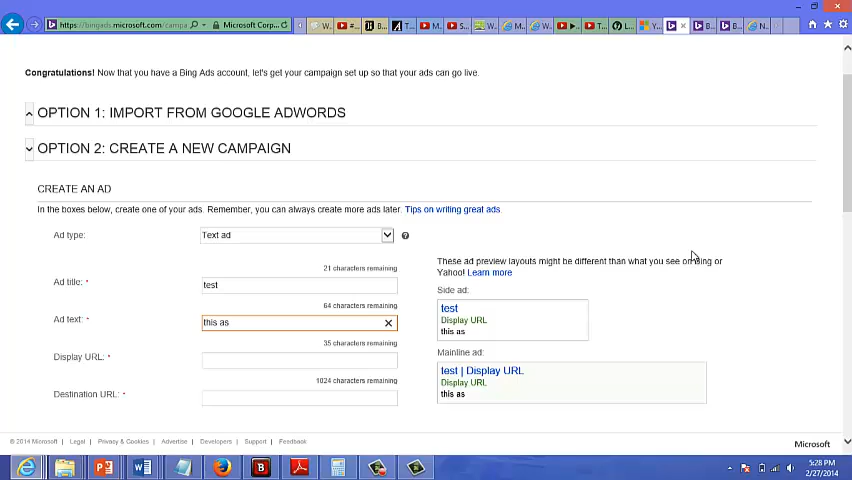 https://bingads.microsoft.com/campa
Microsoft Corp...
Congratulations! Now that you have a Bing Ads account, let's get your campaign set up so that your ads can go live.
OPTION 1: IMPORT FROM GOOGLE ADWORDS
OPTION 2: CREATE A NEW CAMPAIGN
CREATE AN AD
In the boxes below, create one of your ads. Remember, you can always create more ads later. Tips on writing great ads.
Ad type:
Text ad
21 characters remaining
Ad title: *
test
64 characters remaining
Ad text: *
this as
35 characters remaining
Display URL: *
1024 characters remaining
Destination URL: *
These ad preview layouts might be different than what you see on Bing or
Yahoo! Learn more
Side ad:
test
Display URL
this as
Mainline ad:
test | Display URL
Display URL
this as
© 2014 Microsoft | Legal | Privacy & Cookies | Advertise | Developers | Support | Feedback
Microsoft
5:28 PM
2/27/2014